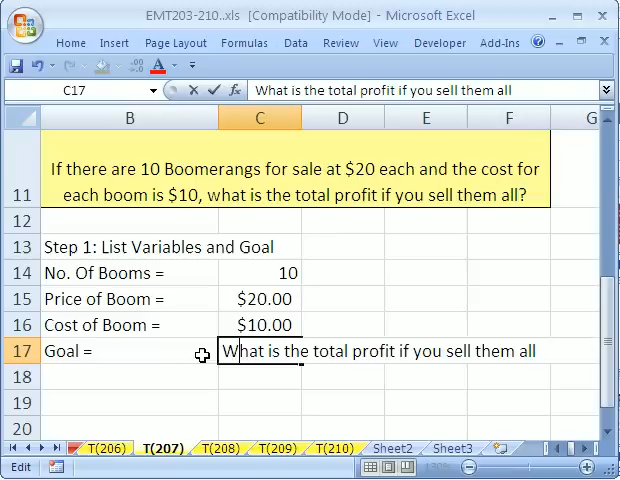 EMT203-210..xls [Compatibility Mode] - Microsoft Excel
Home Insert Page Layout Formulas Data Review View Developer Add-Ins
C17 fx What is the total profit if you sell them all
B C D E F G
11 If there are 10 Boomerangs for sale at $20 each and the cost for
each boom is $10, what is the total profit if you sell them all?
12
13 Step 1: List Variables and Goal
14 No. Of Booms = 10
15 Price of Boom = $20.00
16 Cost of Boom = $10.00
17 Goal = What is the total profit if you sell them all
18
19
20
T(206) T(207) T(208) T(209) T(210) Sheet2 Sheet3
Edit